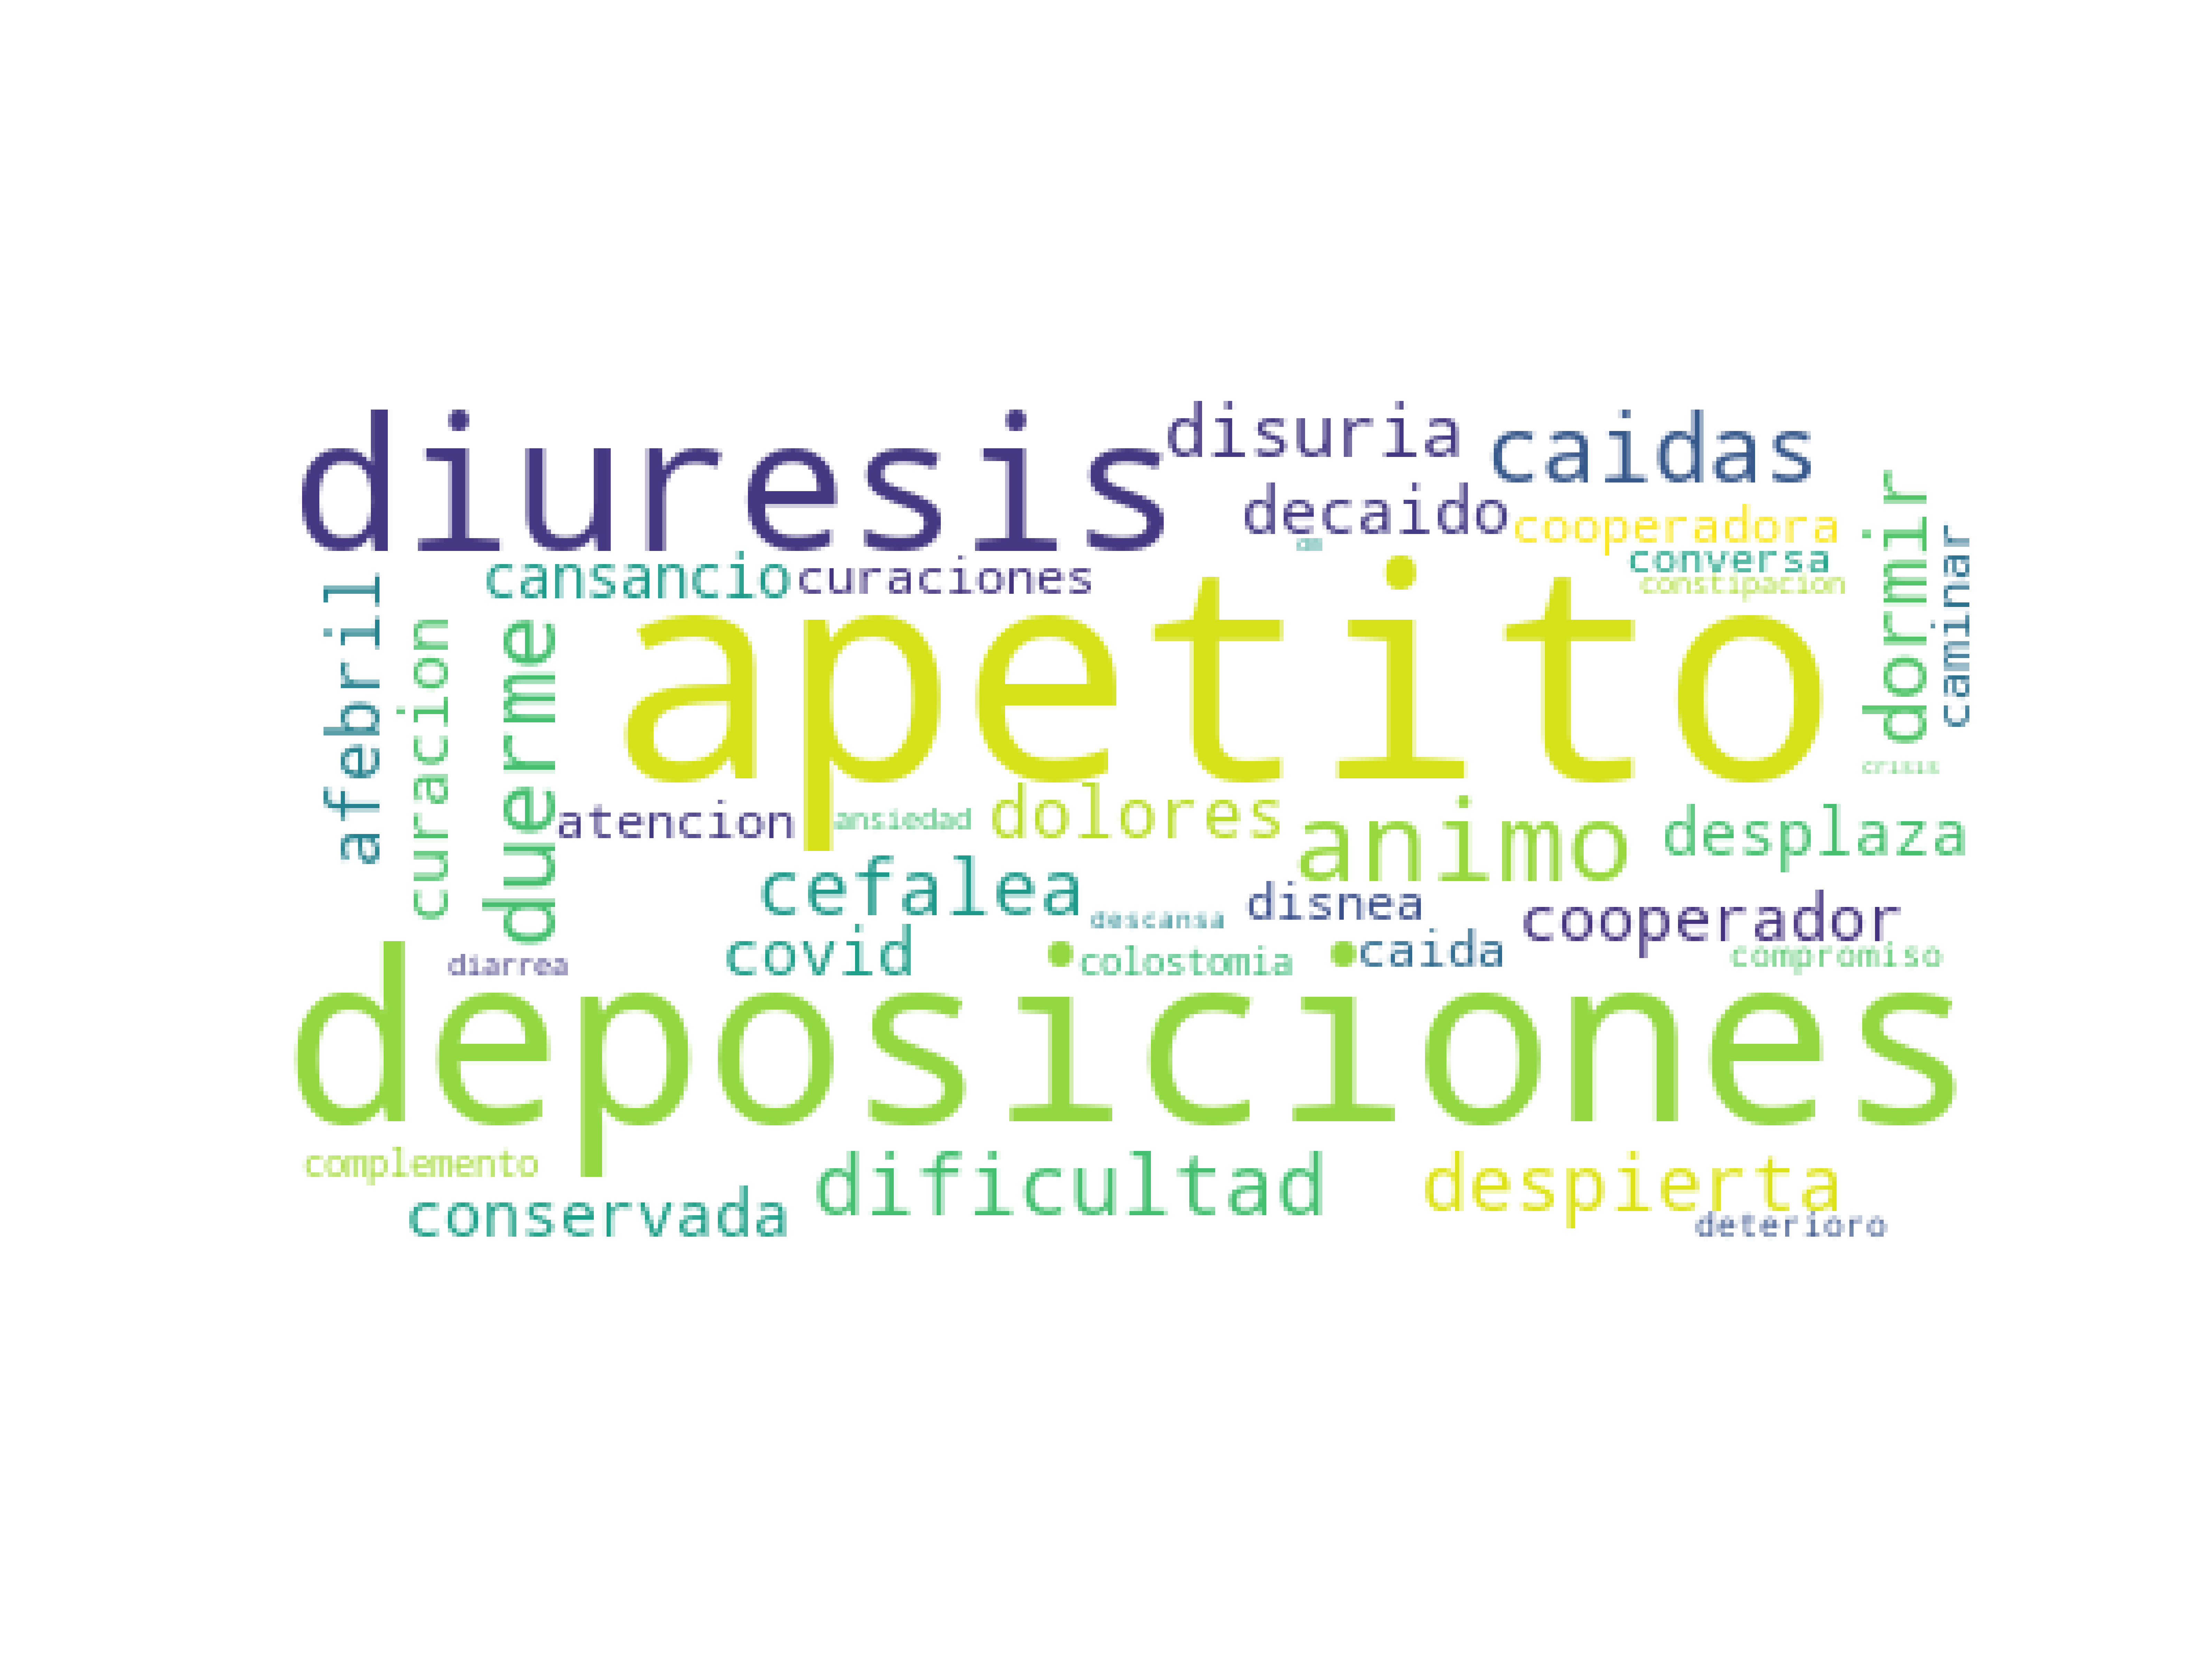 diuresis
disuria
caidas
decaido
cooperadora
dormir
caminar
cansancio
curaciones
conversa
constipacion
afebril
curacion
duerme
apetito
crisis
atencion
ansiedad
dolores
animo
desplaza
cefalea
descansa
disnea
cooperador
diarrea
covid
colostomia
caida
compromiso
deposiciones
complemento
conservada
dificultad
despierta
deterioro